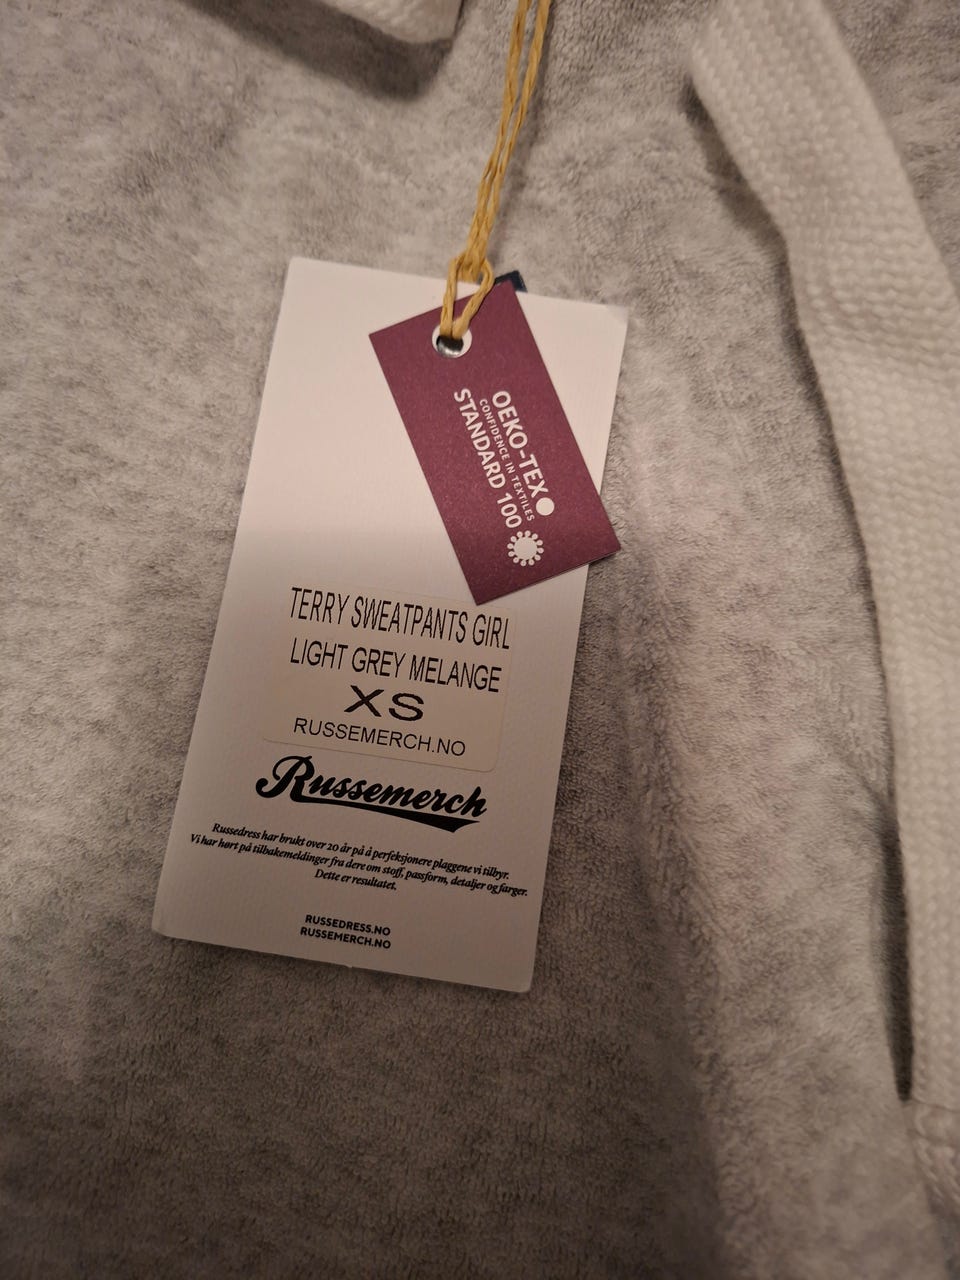 OEKO-TEX
CONFIDENCE IN TEXTILES
STANDARD 100
TERRY SWEATPANTS GIRL
LIGHT GREY MELANGE
XS
RUSSEMERCH.NO
Russemerch
Russedress har brukt over 20 år på å perfeksjonere plaggene vi tilbyr.
Vi har hørt på tilbakemeldinger fra dere om stoff, passform, detaljer og farger.
Dette er resultatet.
RUSSEDRESS.NO
RUSSEMERCH.NO